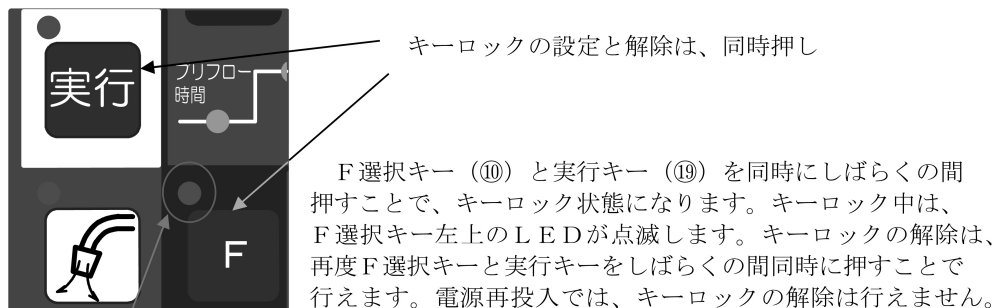 キーロックの設定と解除は、同時押し
実行
プリフロー
時間
F
Ｆ選択キー（⑩）と実行キー（⑲）を同時にしばらくの間
押すことで、キーロック状態になります。キーロック中は、
Ｆ選択キー左上のＬＥＤが点滅します。キーロックの解除は、
再度Ｆ選択キーと実行キーをしばらくの間同時に押すことで
行えます。電源再投入では、キーロックの解除は行えません。